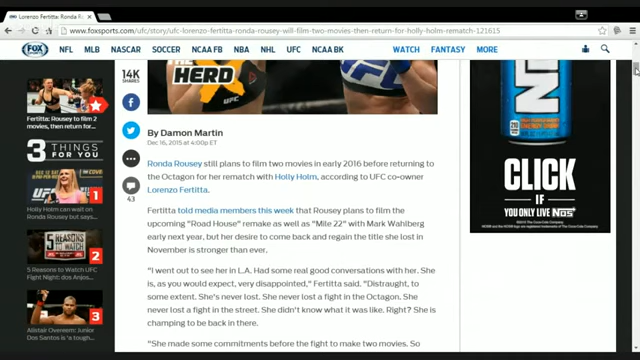 Lorenzo Fertitta: Ronda R
www.foxsports.com/ufc/story/ufc-lorenzo-fertitta-ronda-rousey-will-film-two-movies-then-return-for-holly-holm-rematch-121615
FOX SPORTS NFL MLB NASCAR SOCCER NCAA FB NBA NHL UFC NCAA BK WATCH FANTASY MORE
14K
SHARES
THE HERD
UFC
Fertitta: Rousey to film 2
movies, then return for...
3 THINGS
FOR YOU
Holly Holm can wait on
Ronda Rousey but says...
1
5 REASONS
TO WATCH
5 Reasons to Watch UFC
Fight Night: dos Anjos...
2
Alistair Overeem: Junior
Dos Santos is 'a tough...
3
43
By Damon Martin
Dec 16, 2015 at 4:00p ET
Ronda Rousey still plans to film two movies in early 2016 before returning to
the Octagon for her rematch with Holly Holm, according to UFC co-owner
Lorenzo Fertitta.
Fertitta told media members this week that Rousey plans to film the
upcoming "Road House" remake as well as "Mile 22" with Mark Wahlberg
early next year, but her desire to come back and regain the title she lost in
November is stronger than ever.
"I went out to see her in L.A. Had some real good conversations with her. She
is, as you would expect, very disappointed," Fertitta said. "Distraught, to
some extent. She's never lost. She never lost a fight in the Octagon. She
never lost a fight in the street. She didn't know what it was like. Right? She is
champing to be back in there.
"She made some commitments before the fight to make two movies. So
NOS
CLICK
IF
YOU ONLY LIVE NOS